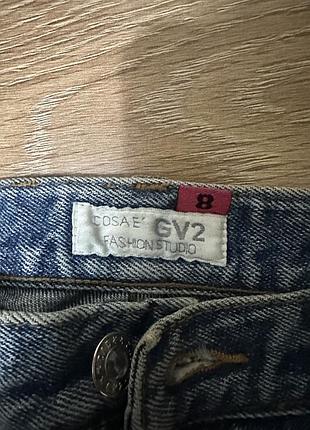 8
COSA E' GV2
FASHION STUDIO